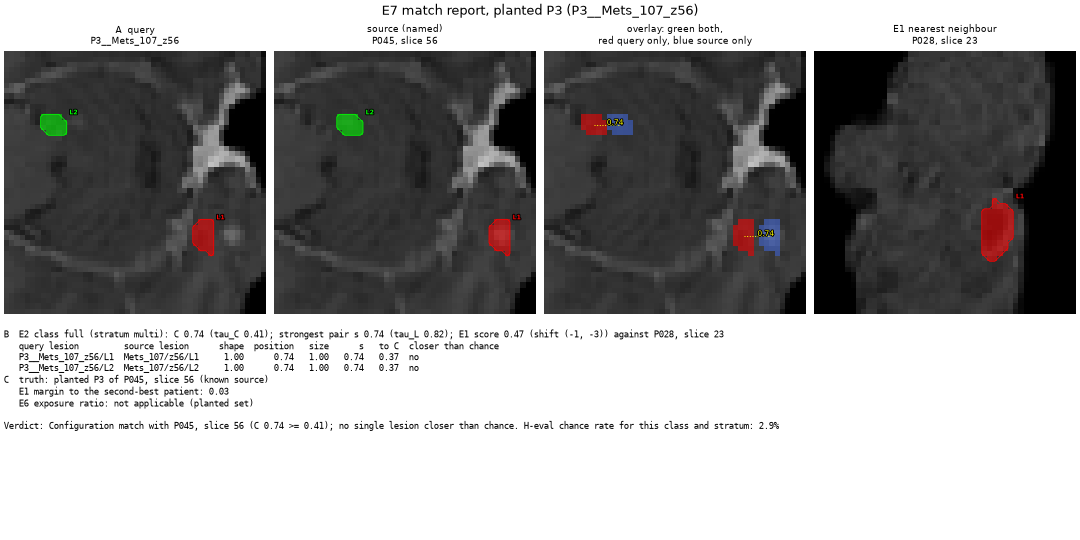 E7 match report, planted P3 (P3__Mets_107_z56)
A query
P3__Mets_107_z56
source (named)
P045, slice 56
overlay: green both,
red query only, blue source only
E1 nearest neighbour
P028, slice 23
L2
L1
L2
L1
0.74
0.74
L1
B E2 class full (stratum multi): C 0.74 (tau_C 0.41); strongest pair s 0.74 (tau_L 0.82); E1 score 0.47 (shift (-1, -3)) against P028, slice 23
query lesion source lesion shape position size s to C closer than chance
P3__Mets_107_z56/L1 Mets_107/z56/L1 1.00 0.74 1.00 0.74 0.37 no
P3__Mets_107_z56/L2 Mets_107/z56/L2 1.00 0.74 1.00 0.74 0.37 no
C truth: planted P3 of P045, slice 56 (known source)
E1 margin to the second-best patient: 0.03
E6 exposure ratio: not applicable (planted set)
Verdict: Configuration match with P045, slice 56 (C 0.74 >= 0.41); no single lesion closer than chance. H-eval chance rate for this class and stratum: 2.9%